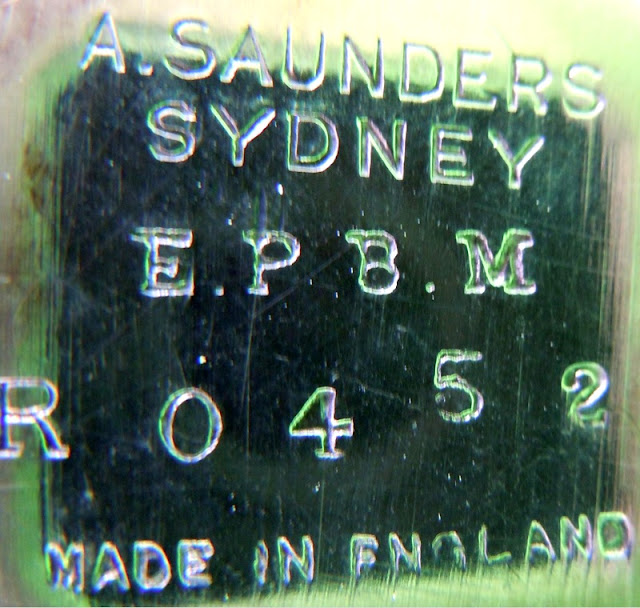 A.SAUNDERS
SYDNEY
E.P B.M
R 0 4 5 2
MADE IN ENGLAND